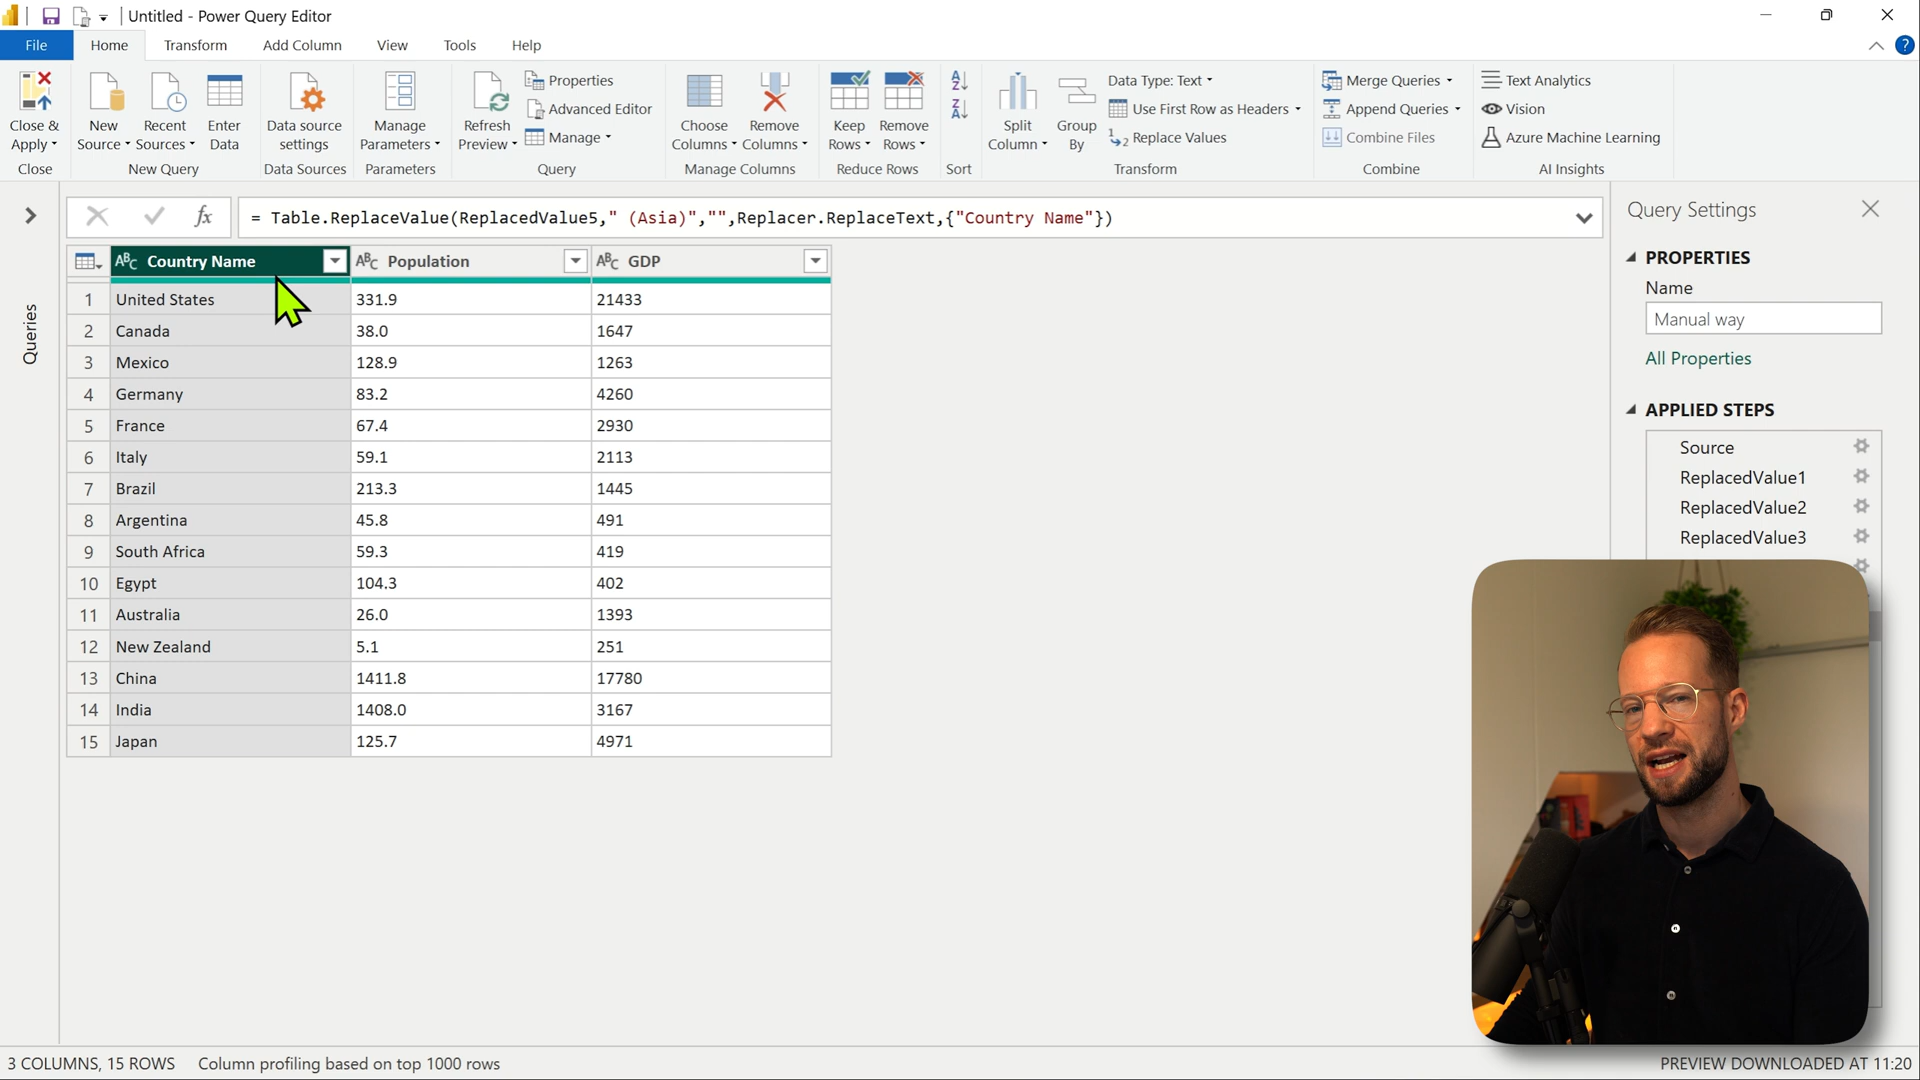 Untitled - Power Query Editor
File Home Transform Add Column View Tools Help
Close & Apply
Close
New Source
Recent Sources
Enter Data
New Query
Data source settings
Data Sources
Manage Parameters
Parameters
Refresh Preview
Properties
Advanced Editor
Manage
Query
Choose Columns
Remove Columns
Manage Columns
Keep Rows
Remove Rows
Reduce Rows
Sort
Split Column
Group By
Data Type: Text
Use First Row as Headers
Replace Values
Transform
Merge Queries
Append Queries
Combine Files
Combine
Text Analytics
Vision
Azure Machine Learning
AI Insights
Queries
fx = Table.ReplaceValue(ReplacedValue5," (Asia)","",Replacer.ReplaceText,{"Country Name"})
ABC Country Name ABC Population ABC GDP
1 United States 331.9 21433
2 Canada 38.0 1647
3 Mexico 128.9 1263
4 Germany 83.2 4260
5 France 67.4 2930
6 Italy 59.1 2113
7 Brazil 213.3 1445
8 Argentina 45.8 491
9 South Africa 59.3 419
10 Egypt 104.3 402
11 Australia 26.0 1393
12 New Zealand 5.1 251
13 China 1411.8 17780
14 India 1408.0 3167
15 Japan 125.7 4971
Query Settings
PROPERTIES
Name
Manual way
All Properties
APPLIED STEPS
Source
ReplacedValue1
ReplacedValue2
ReplacedValue3
3 COLUMNS, 15 ROWS Column profiling based on top 1000 rows
PREVIEW DOWNLOADED AT 11:20